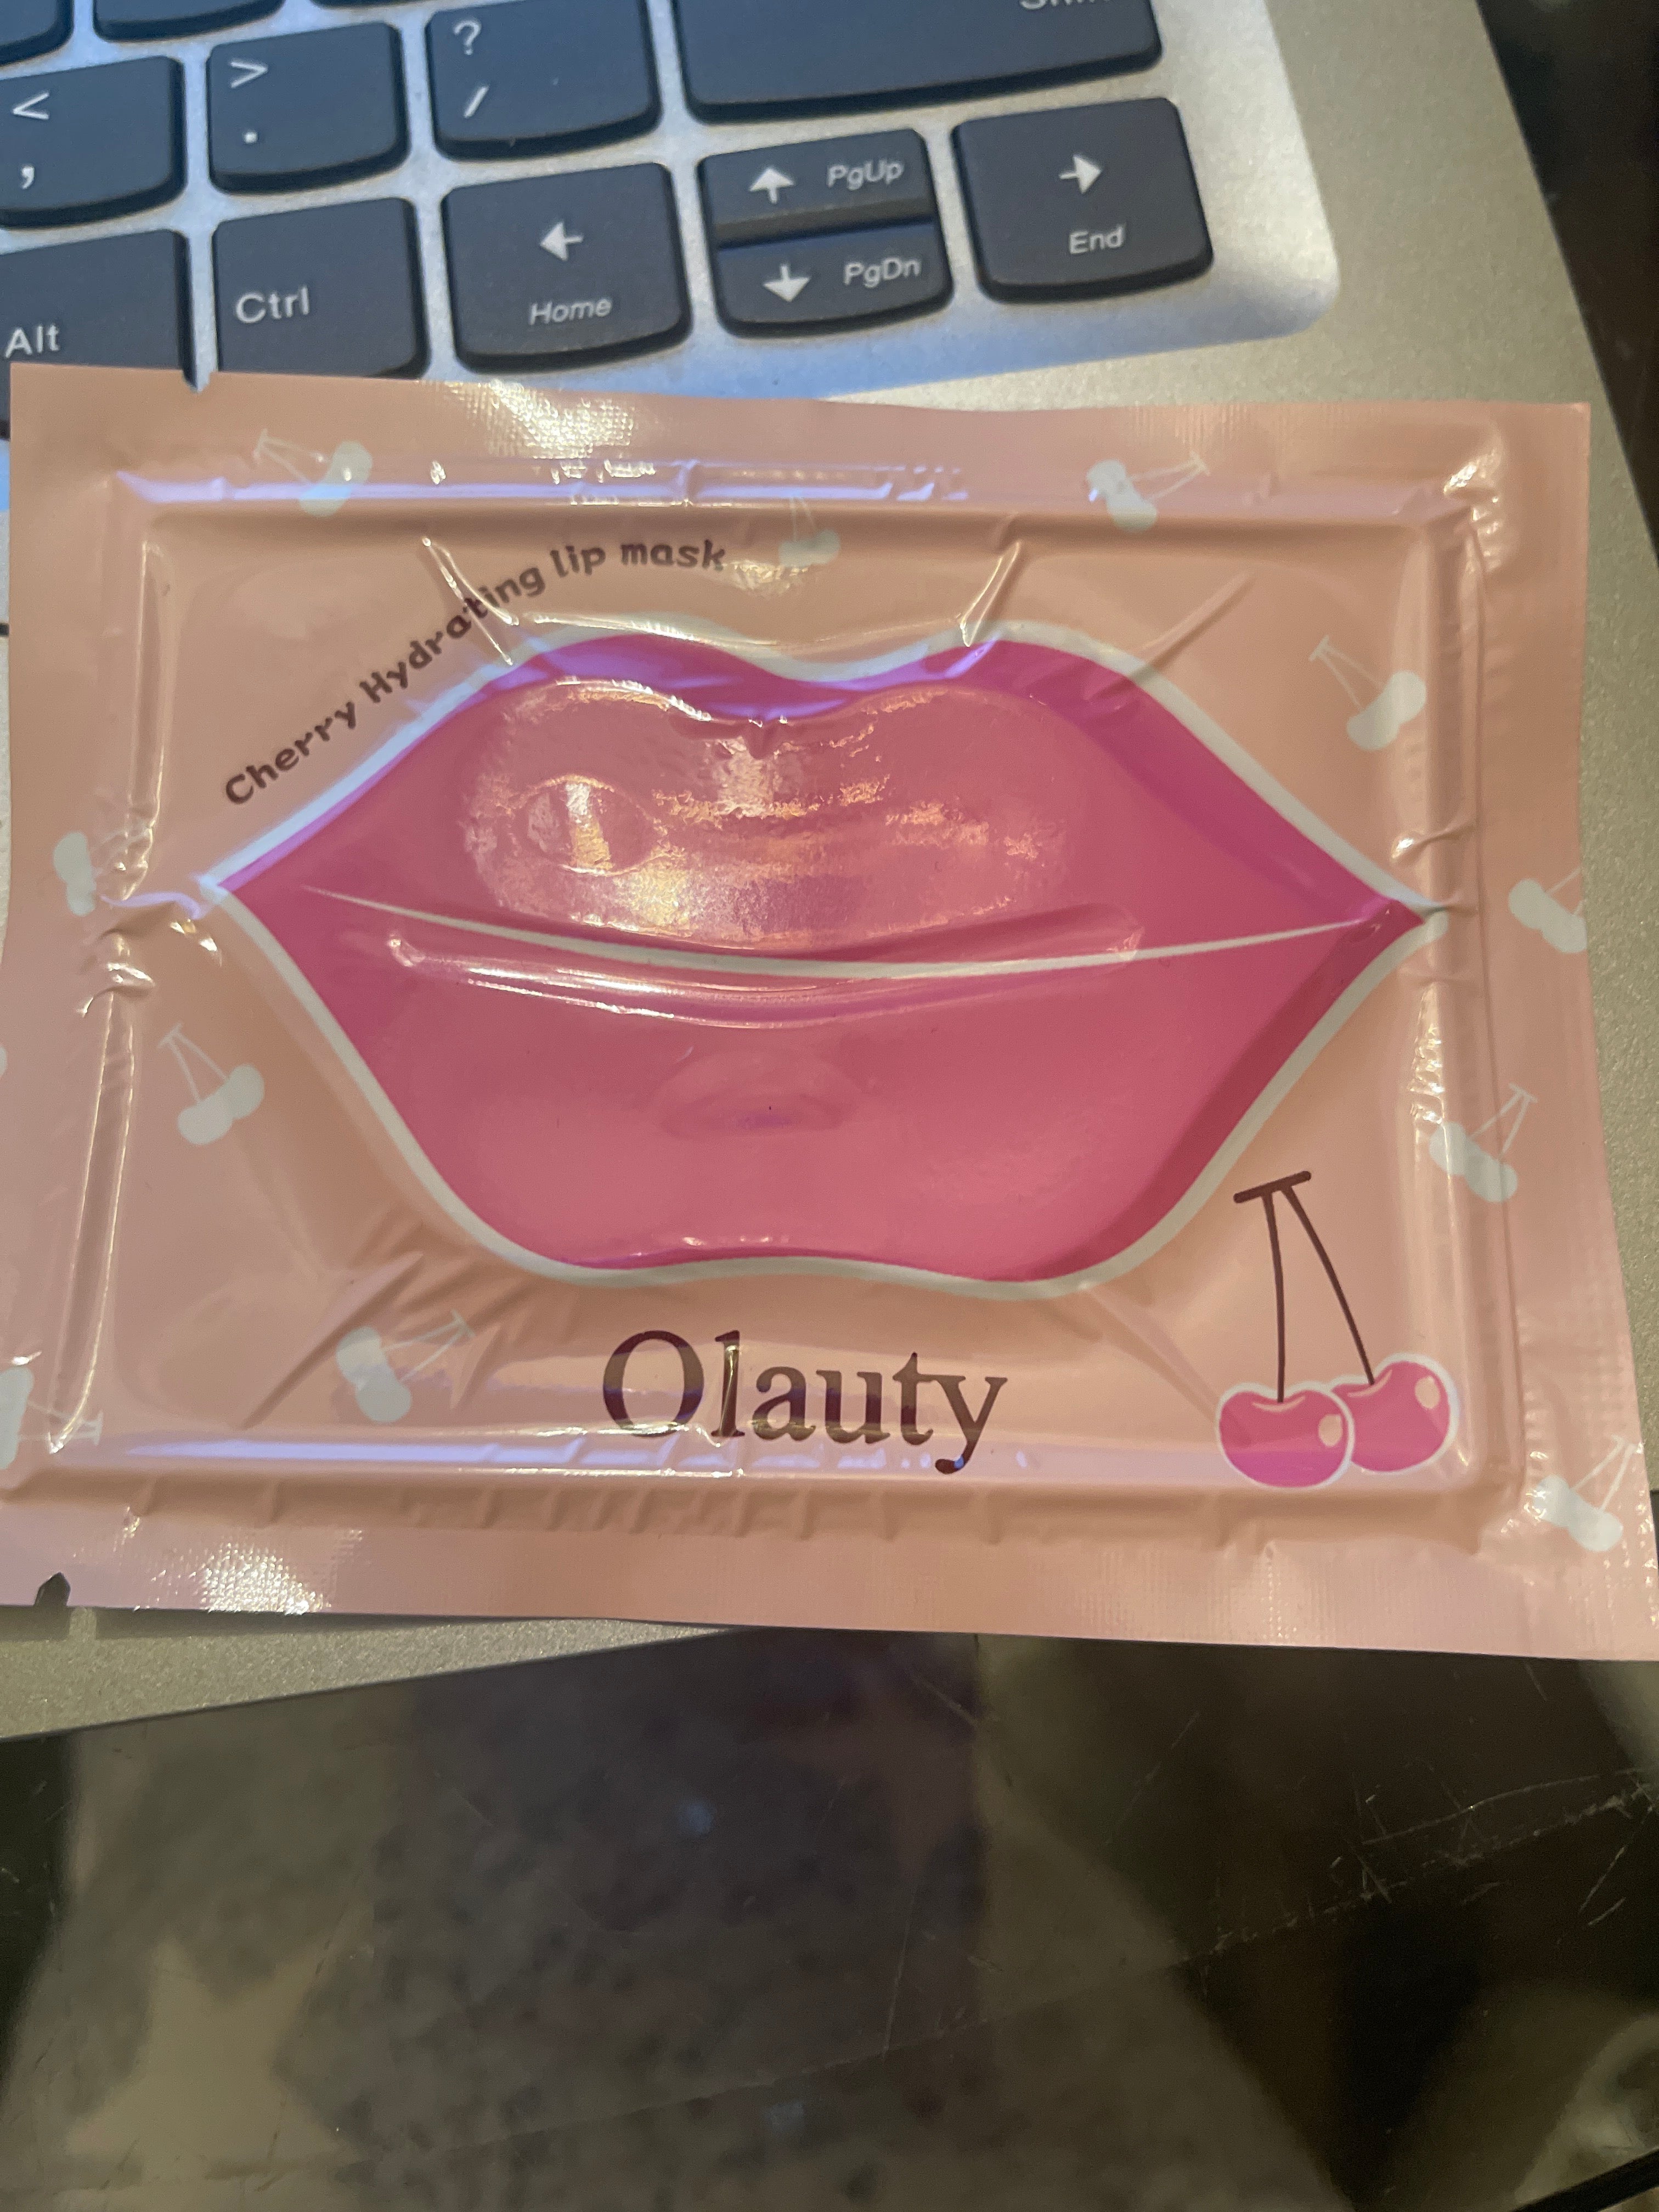 ?
> 
<
/
.
,
↑ PgUp
→
←
↓ PgDn
End
Ctrl
Home
Alt
Cherry Hydrating lip mask
Olauty